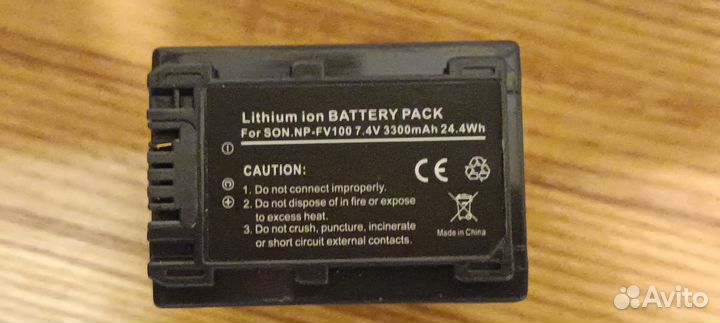 Lithium ion BATTERY PACK
For SON.NP-FV100 7.4V 3300mAh 24.4Wh
CAUTION:
1. Do not connect improperly.
2. Do not dispose of in fire or expose
to excess heat.
3. Do not crush, puncture, incinerate
or short circuit external contacts.
CE
Made in China
Avito